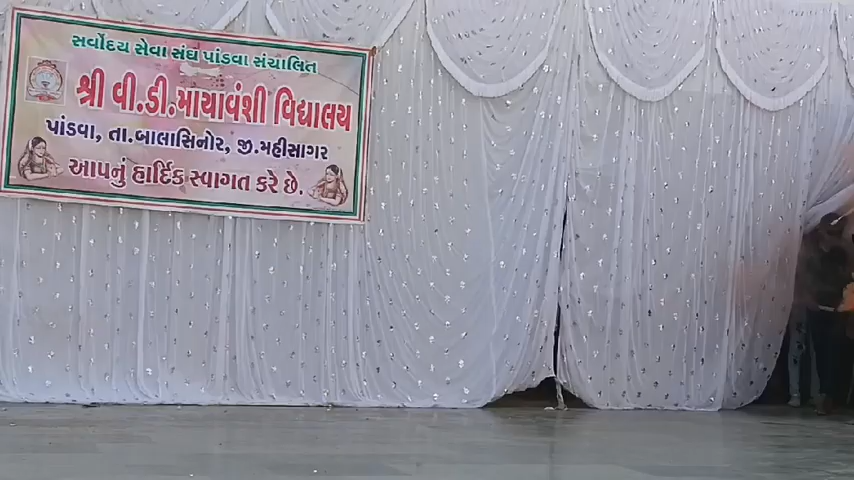 સર્વોદય સેવા સંઘ પાંડવા સંચાલિત
શ્રી વી.ડી.માયાવંશી વિદ્યાલય
પાંડવા, તા.બાલાસિનોર, જી.મહીસાગર
આપનું હાર્દિક સ્વાગત કરે છે.